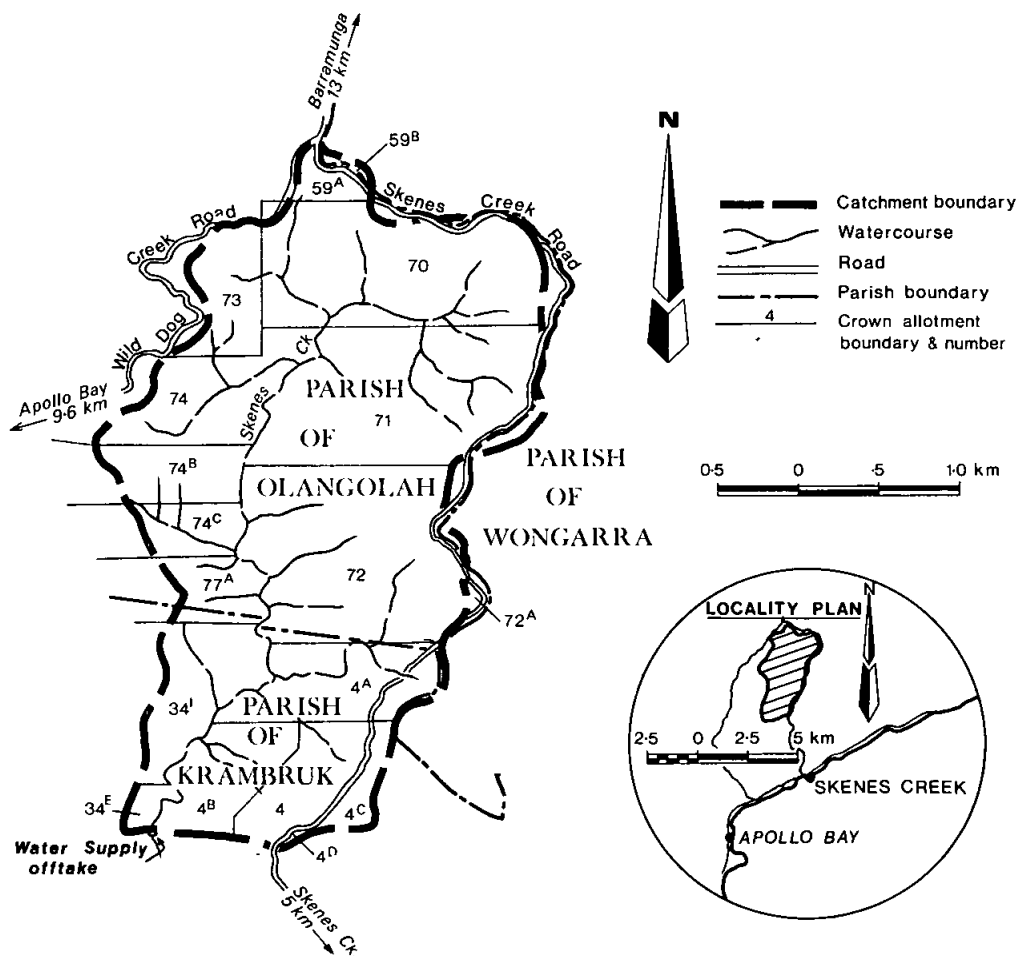 Barramunga
13 km
59B
59A
Skenes Creek Road
Creek Road
Wild Dog
73
70
Ck
Skenes
Apollo Bay
9·6 km
74
PARISH
OF
71
OLANGOLAH
74B
74C
PARISH
OF
WONGARRA
77A
72
72A
4A
34I
PARISH
OF
KRAMBRUK
34E
4B
4
4C
4D
Water Supply
offtake
Skenes Ck
5 km
N
Catchment boundary
Watercourse
Road
Parish boundary
4
Crown allotment
boundary & number
0·5 0 ·5 1·0 km
LOCALITY PLAN
N
2·5 0 2·5 5 km
SKENES CREEK
APOLLO BAY